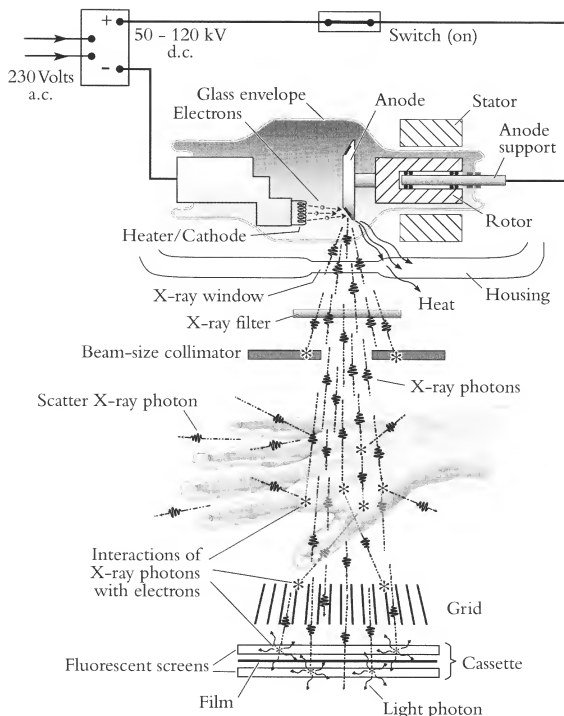 +
−
50 – 120 kV
d.c.
Switch (on)
230 Volts
a.c.
Glass envelope
Electrons
Anode
Stator
Anode
support
Rotor
Heater/Cathode
X-ray window
Heat
Housing
X-ray filter
Beam-size collimator
X-ray photons
Scatter X-ray photon
Interactions of
X-ray photons
with electrons
Grid
Fluorescent screens
Cassette
Film
Light photon